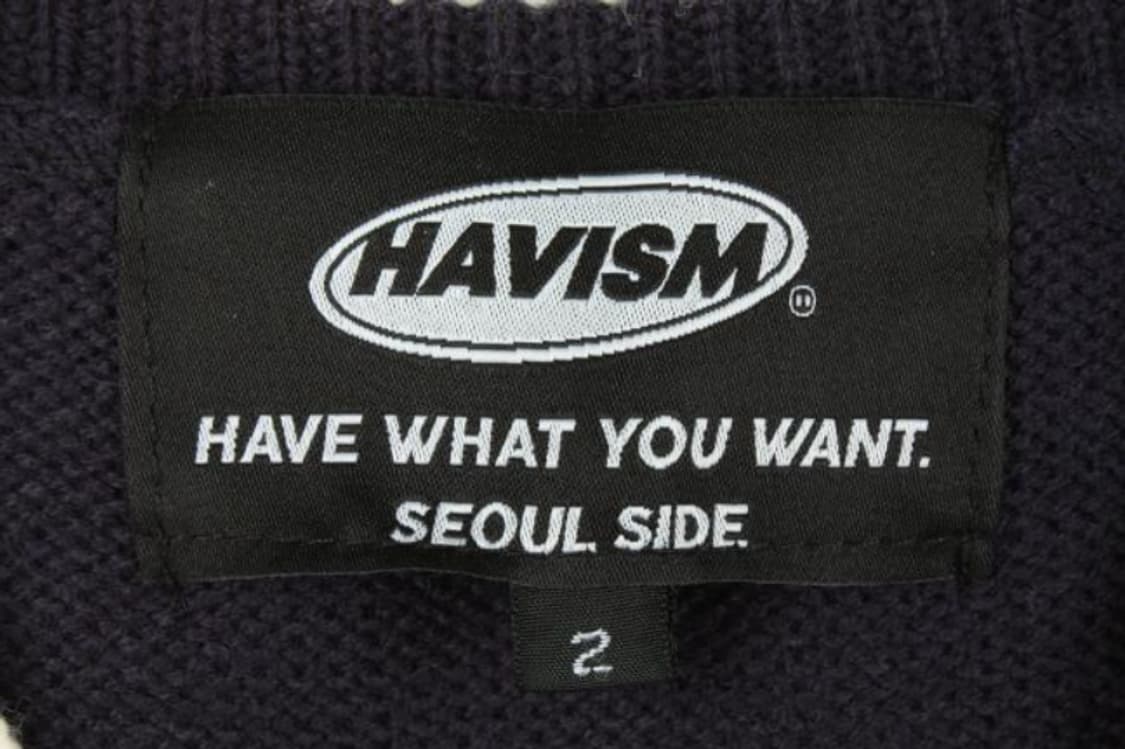 HAVISM
HAVE WHAT YOU WANT.
SEOUL SIDE.
2